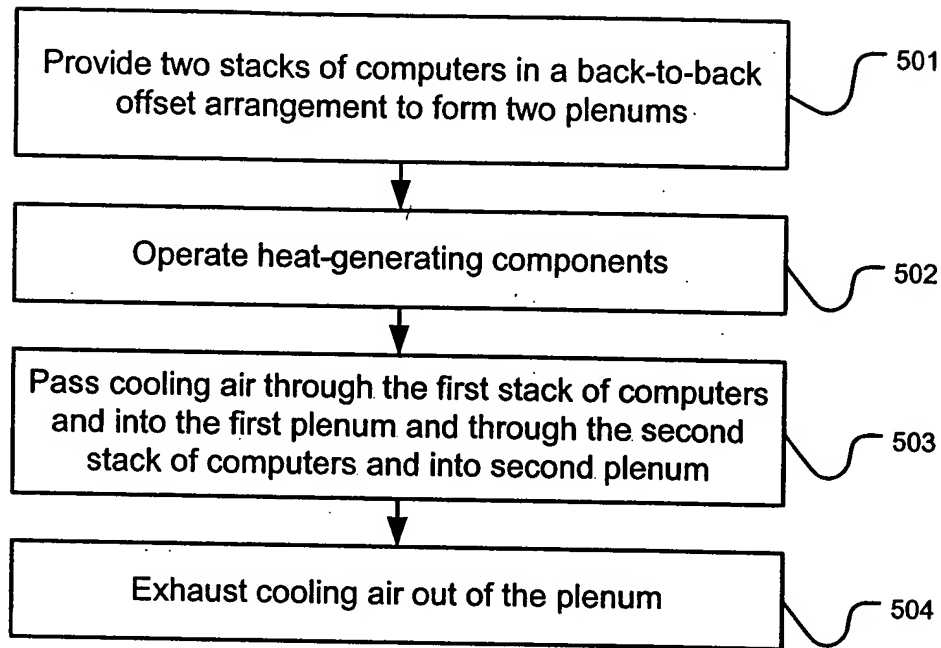 Provide two stacks of computers in a back-to-back
offset arrangement to form two plenums
501
Operate heat-generating components
502
Pass cooling air through the first stack of computers
and into the first plenum and through the second
stack of computers and into second plenum
503
Exhaust cooling air out of the plenum
504